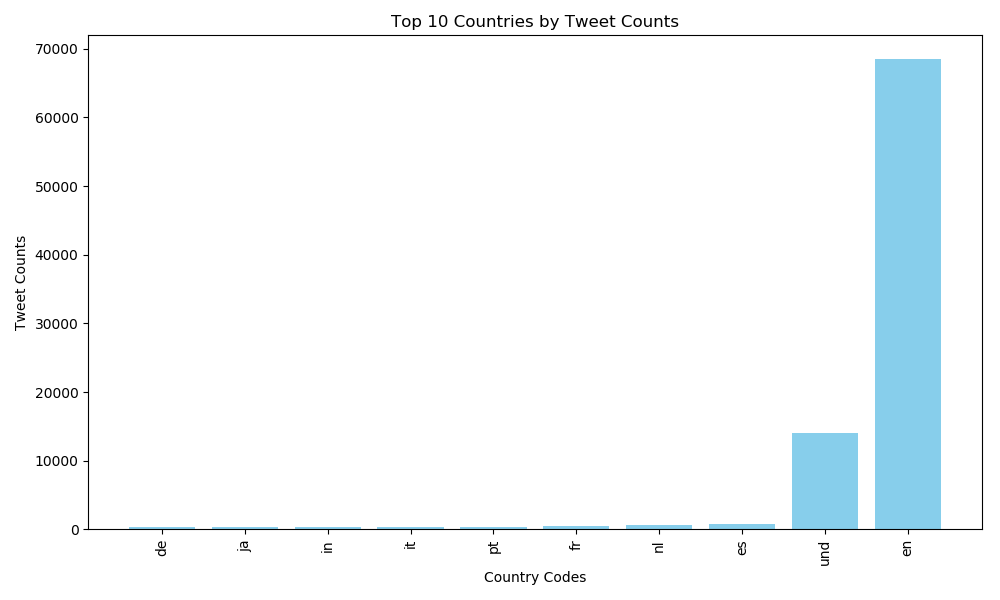 Top 10 Countries by Tweet Counts
Tweet Counts
70000
60000
50000
40000
30000
20000
10000
0
de ja in it pt fr nl es und en
Country Codes